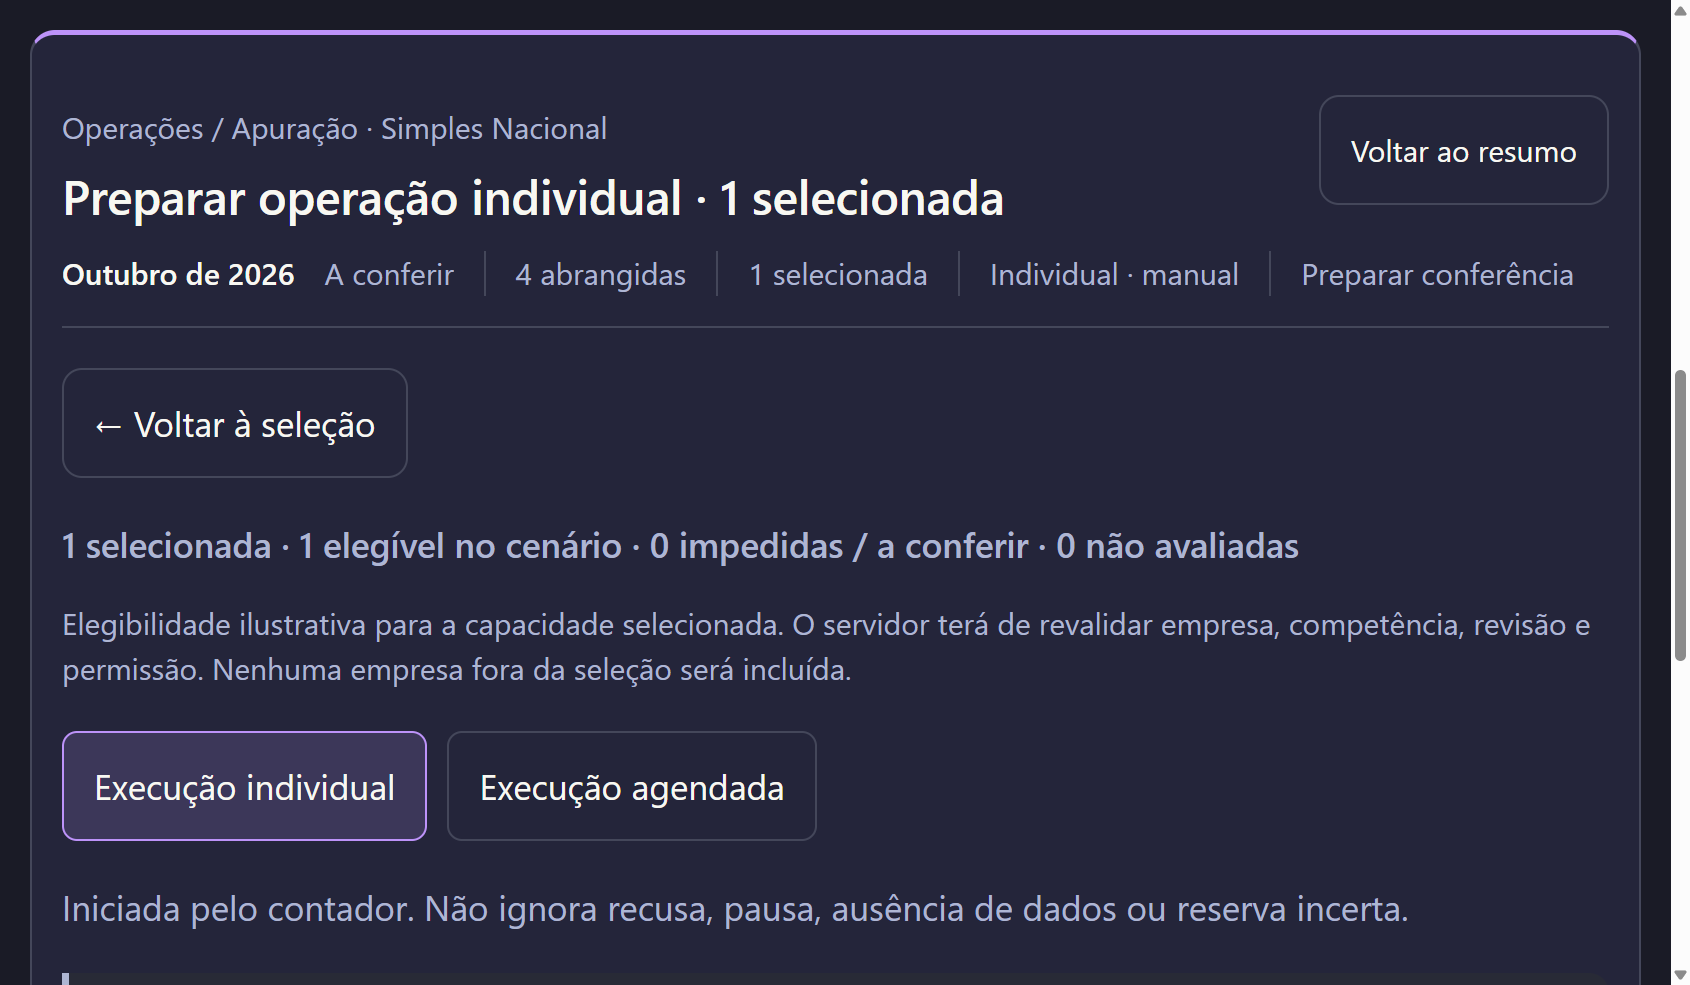 Operações / Apuração · Simples Nacional
Voltar ao resumo
Preparar operação individual · 1 selecionada
Outubro de 2026 A conferir 4 abrangidas 1 selecionada Individual · manual Preparar conferência
← Voltar à seleção
1 selecionada · 1 elegível no cenário · 0 impedidas / a conferir · 0 não avaliadas
Elegibilidade ilustrativa para a capacidade selecionada. O servidor terá de revalidar empresa, competência, revisão e
permissão. Nenhuma empresa fora da seleção será incluída.
Execução individual Execução agendada
Iniciada pelo contador. Não ignora recusa, pausa, ausência de dados ou reserva incerta.